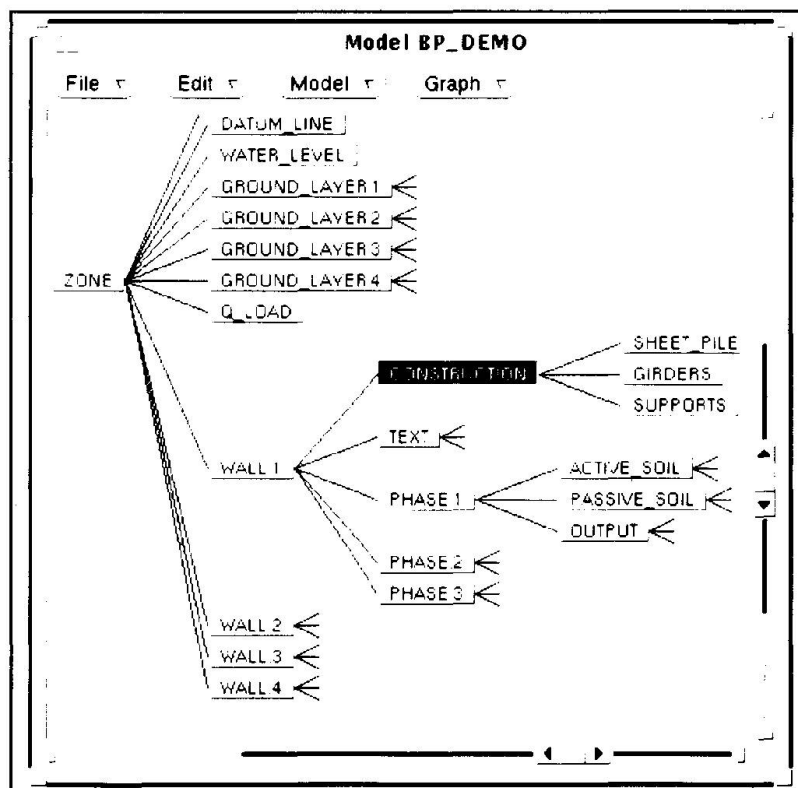 Model BP_DEMO
File Edit Model Graph
DATUM_LINE
WATER_LEVEL
GROUND_LAYER 1
GROUND_LAYER 2
GROUND_LAYER 3
ZONE GROUND_LAYER 4
Q_LOAD
SHEET_PILE
CONSTRUCTION GIRDERS
SUPPORTS
TEXT
WALL 1 ACTIVE_SOIL
PHASE 1 PASSIVE_SOIL
OUTPUT
PHASE 2
PHASE 3
WALL 2
WALL 3
WALL 4